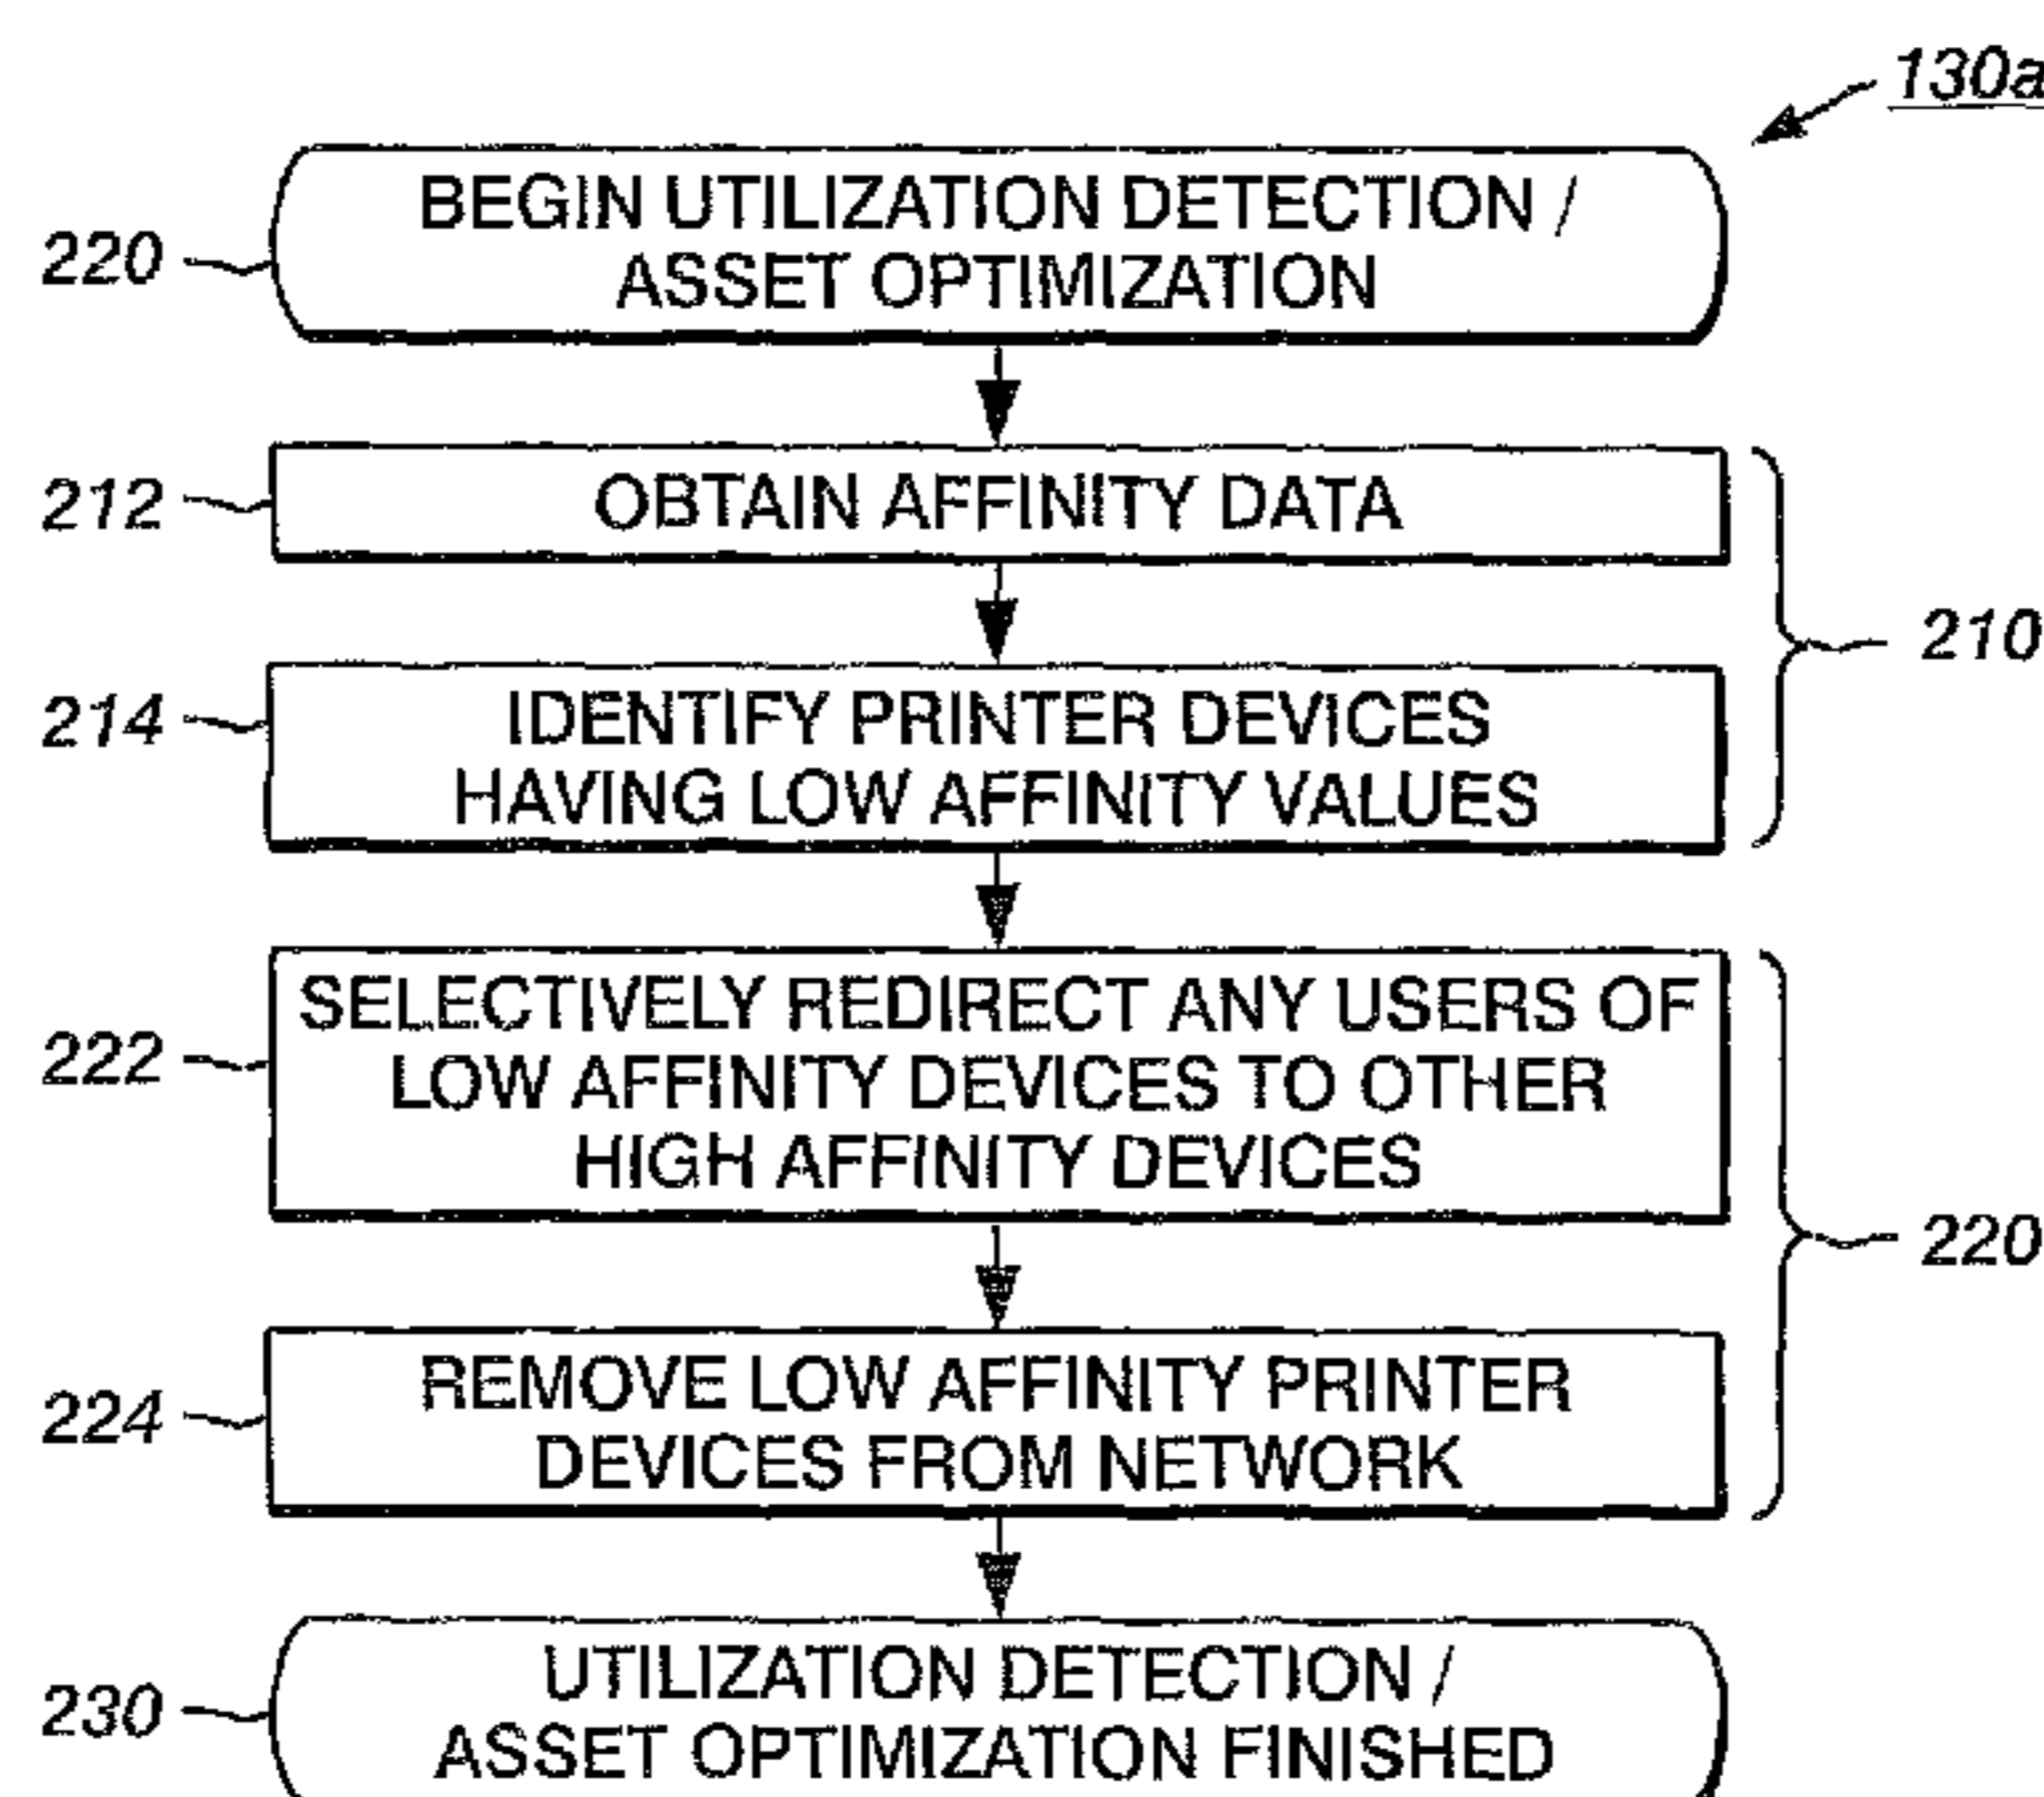 130a
220
BEGIN UTILIZATION DETECTION /
ASSET OPTIMIZATION
212
OBTAIN AFFINITY DATA
210
214
IDENTIFY PRINTER DEVICES
HAVING LOW AFFINITY VALUES
222
SELECTIVELY REDIRECT ANY USERS OF
LOW AFFINITY DEVICES TO OTHER
HIGH AFFINITY DEVICES
220
224
REMOVE LOW AFFINITY PRINTER
DEVICES FROM NETWORK
230
UTILIZATION DETECTION /
ASSET OPTIMIZATION FINISHED